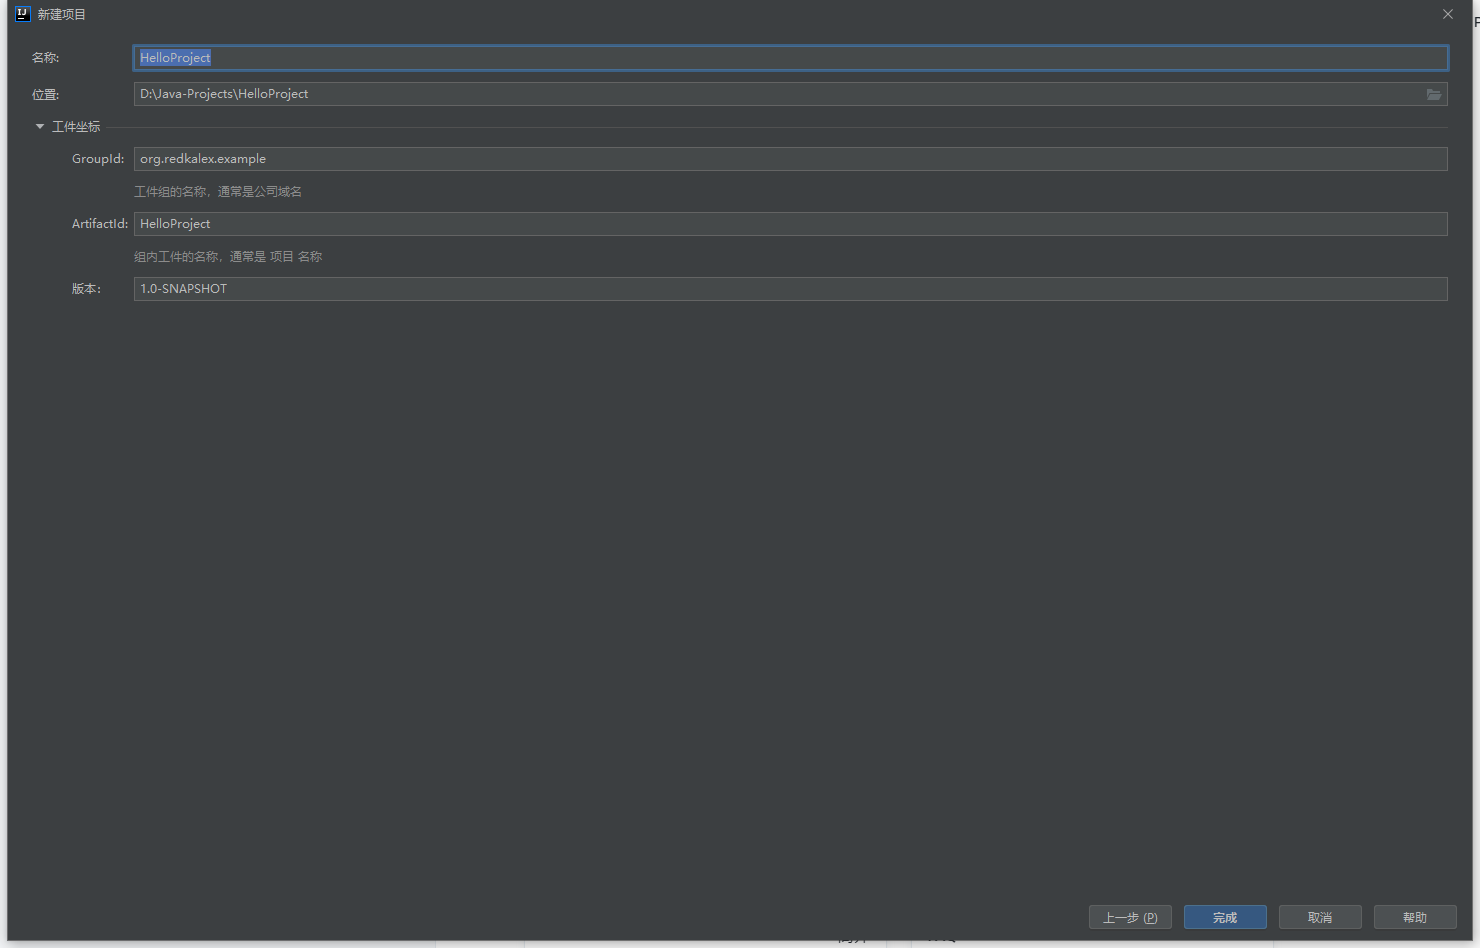 新建项目
名称:
HelloProject
位置:
D:\Java-Projects\HelloProject
工件坐标
GroupId:
org.redkalex.example
工件组的名称，通常是公司域名
ArtifactId:
HelloProject
组内工件的名称，通常是 项目 名称
版本:
1.0-SNAPSHOT
上一步 (P)
完成
取消
帮助